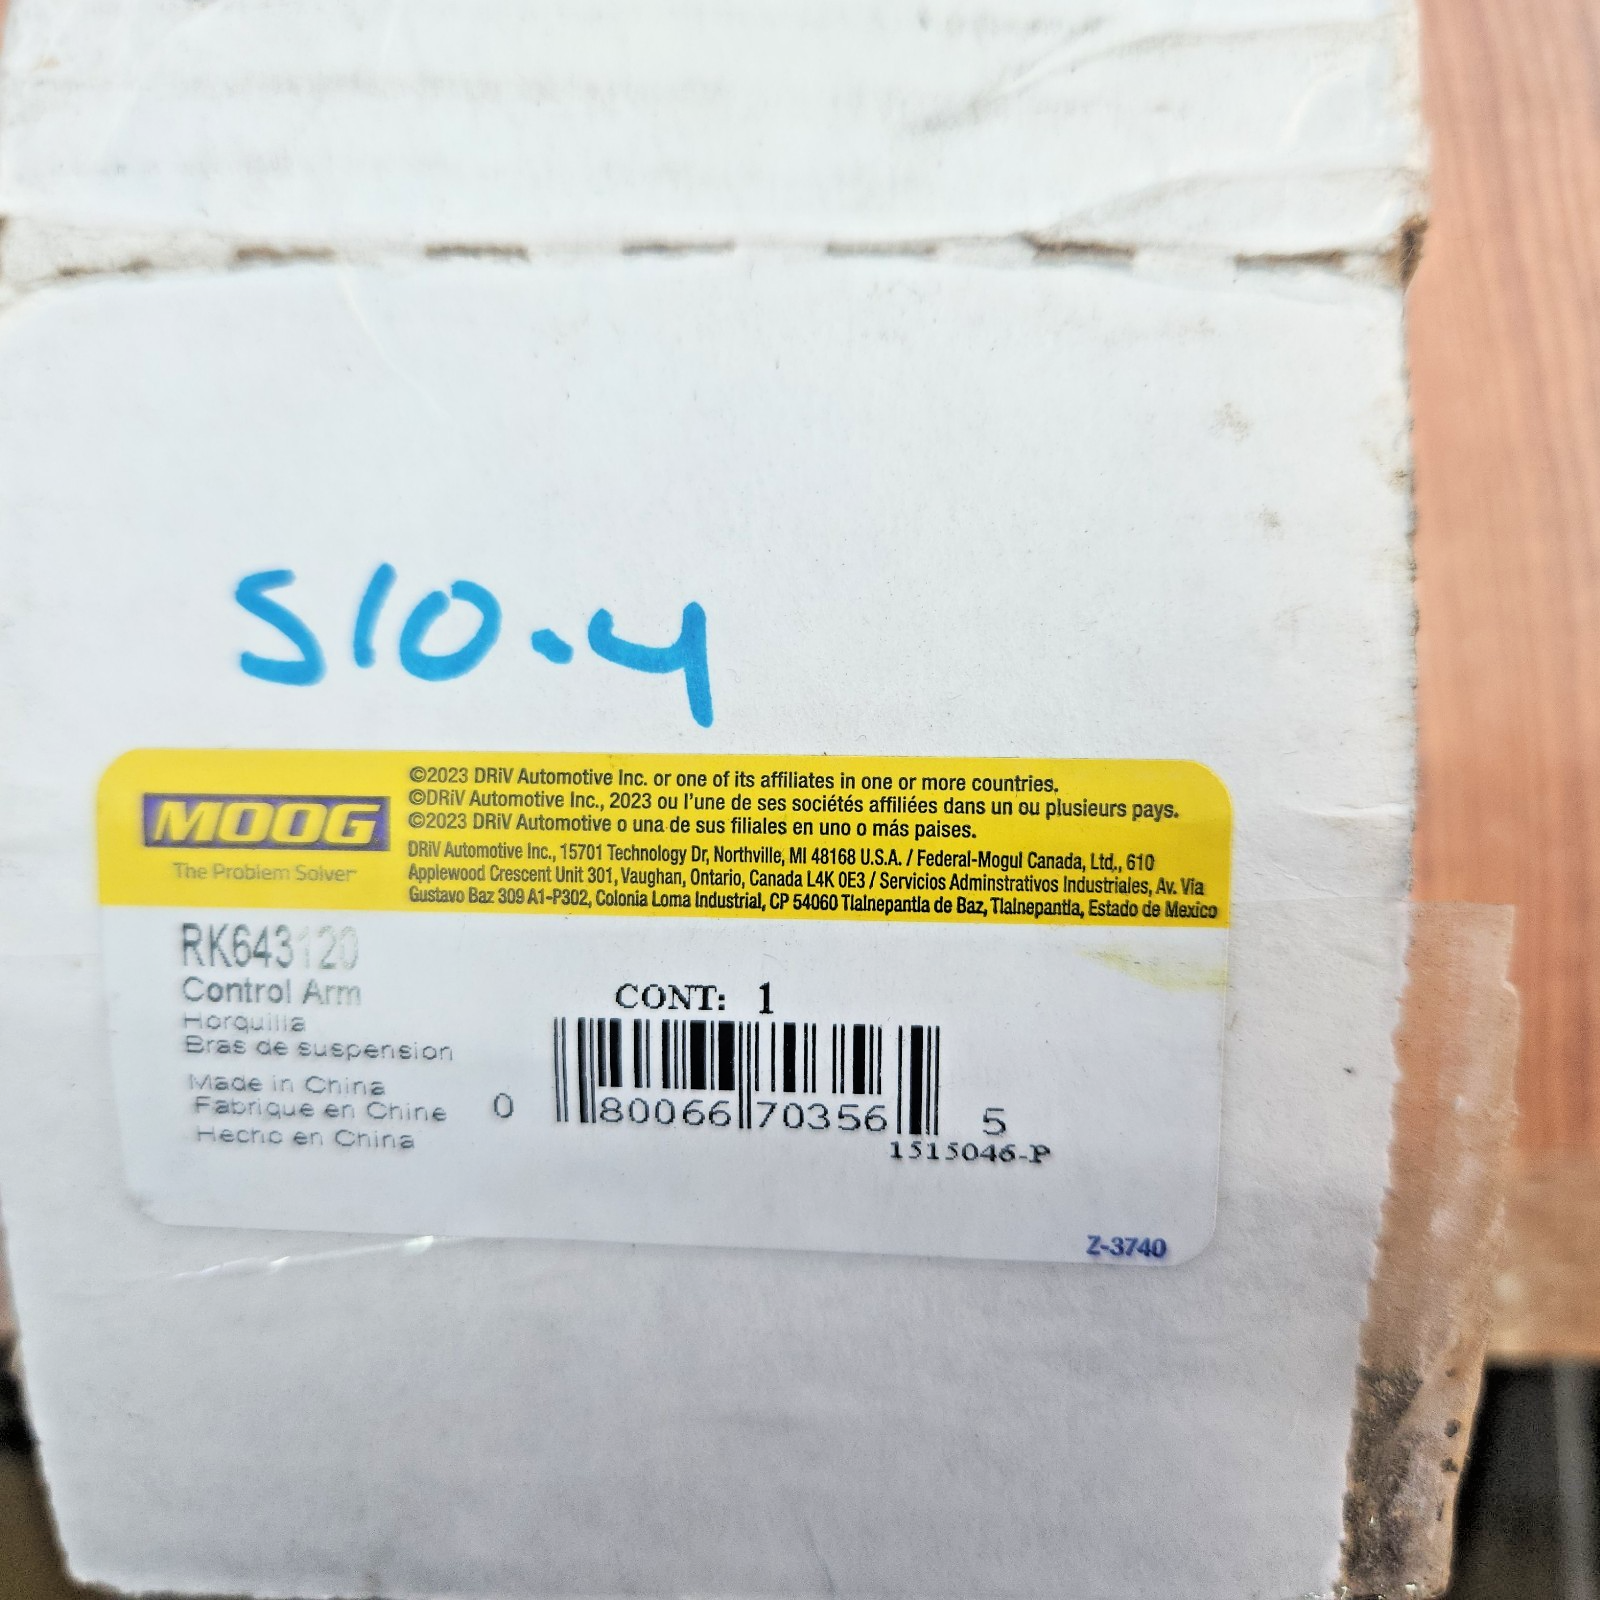 S10.4
MOOG
The Problem Solver
©2023 DRiV Automotive Inc. or one of its affiliates in one or more countries.
©DRiV Automotive Inc., 2023 ou l'une de ses sociétés affiliées dans un ou plusieurs pays.
©2023 DRiV Automotive o una de sus filiales en uno o más paises.
DRiV Automotive Inc., 15701 Technology Dr, Northville, MI 48168 U.S.A. / Federal-Mogul Canada, Ltd., 610
Applewood Crescent Unit 301, Vaughan, Ontario, Canada L4K 0E3 / Servicios Adminstrativos Industriales, Av. Vía
Gustavo Baz 309 A1-P302, Colonia Loma Industrial, CP 54060 Tlalnepantla de Baz, Tlalnepantla, Estado de Mexico
RK643120
Control Arm
Horquilla
Bras de suspension
Made in China
Fabrique en Chine
Hecho en China
CONT: 1
0 80066 70356 5
1515046-P
Z-3740